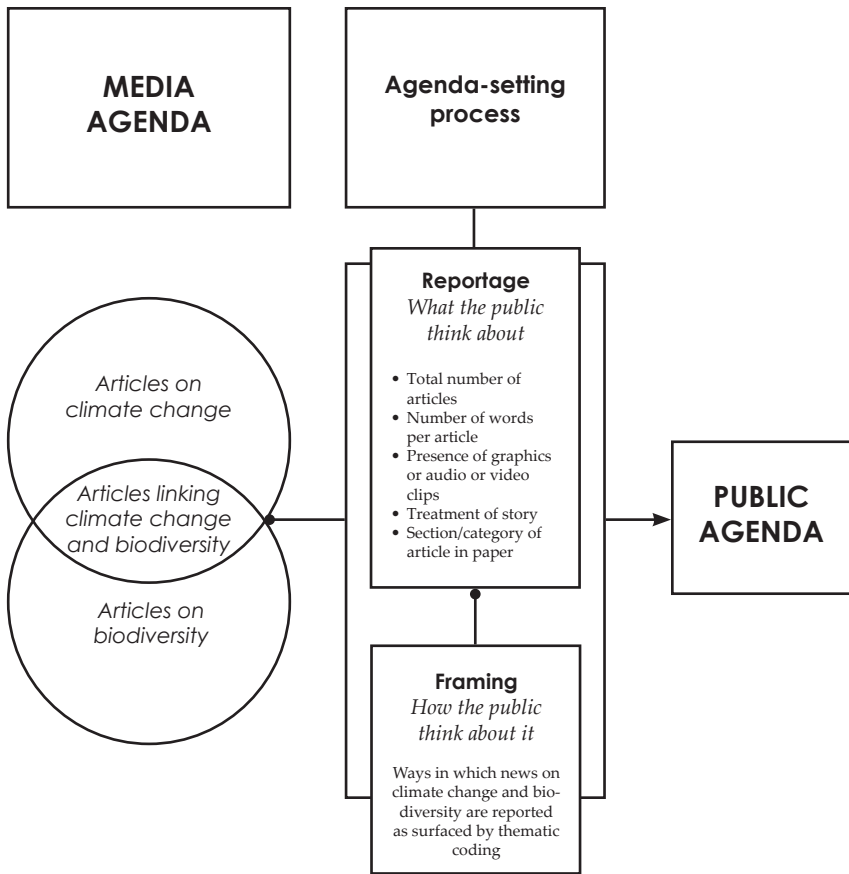 MEDIA
AGENDA
Agenda-setting
process
Articles on
climate change
Articles linking
climate change
and biodiversity
Articles on
biodiversity
Reportage
What the public
think about
• Total number of
articles
• Number of words
per article
• Presence of graphics
or audio or video
clips
• Treatment of story
• Section/category of
article in paper
Framing
How the public
think about it
Ways in which news on
climate change and bio-
diversity are reported
as surfaced by thematic
coding
PUBLIC
AGENDA